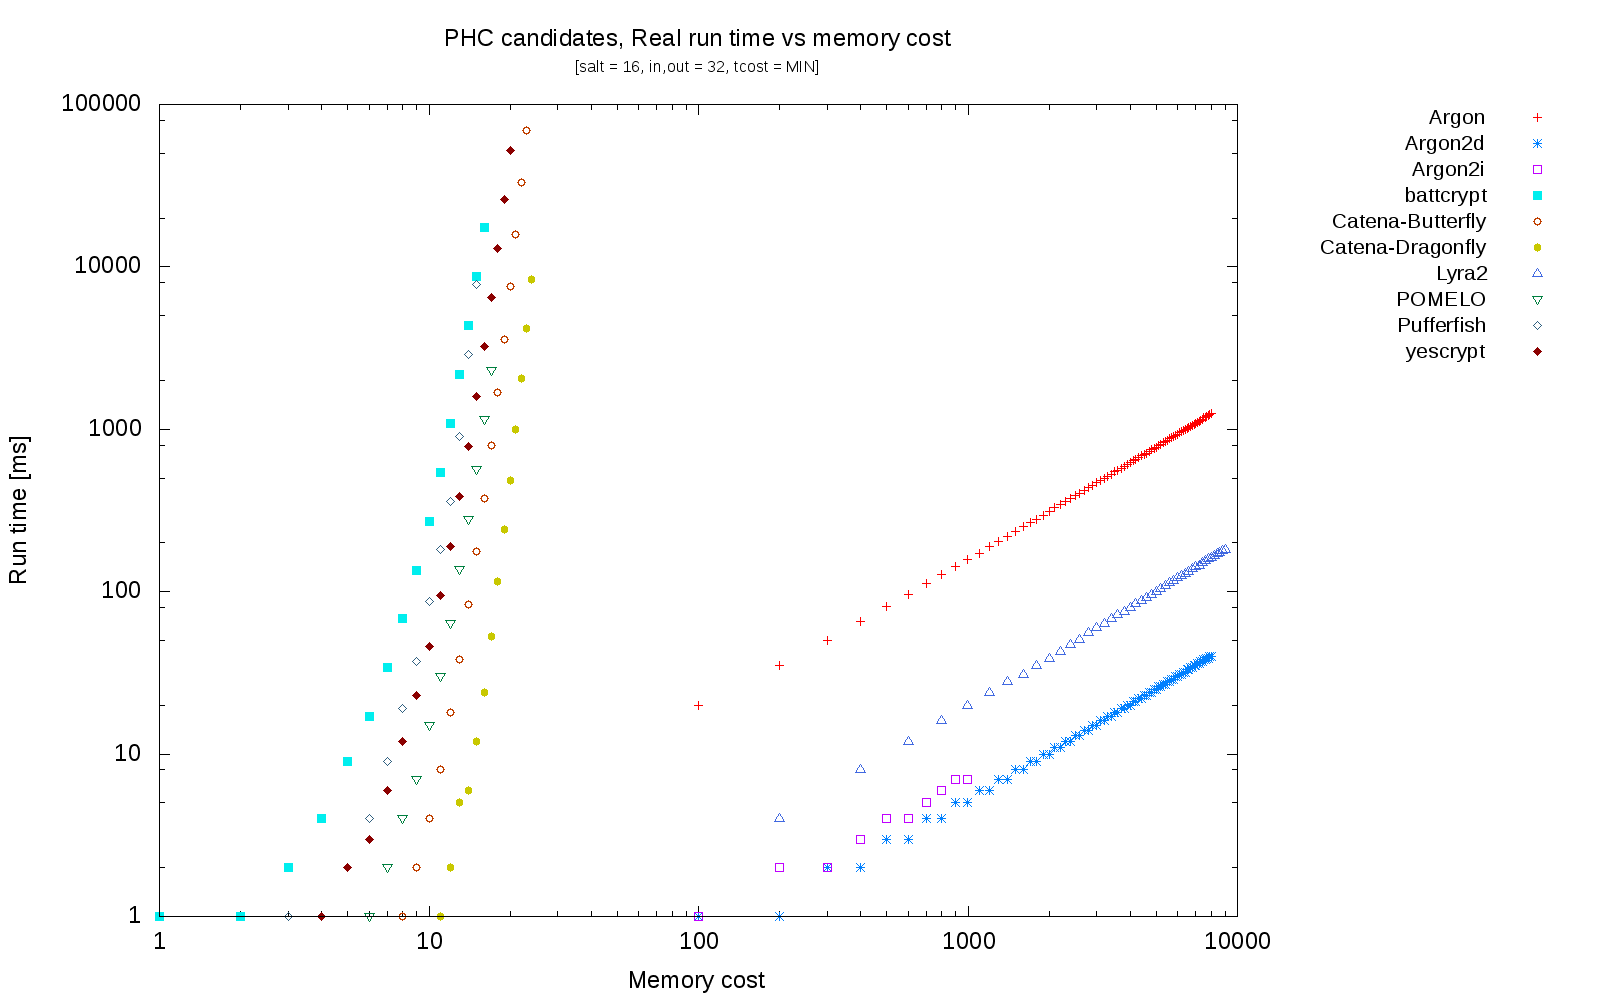 PHC candidates, Real run time vs memory cost
[salt = 16, in,out = 32, tcost = MIN]
100000
10000
1000
100
10
1
Run time [ms]
1 10 100 1000 10000
Memory cost
Argon
Argon2d
Argon2i
battcrypt
Catena-Butterfly
Catena-Dragonfly
Lyra2
POMELO
Pufferfish
yescrypt